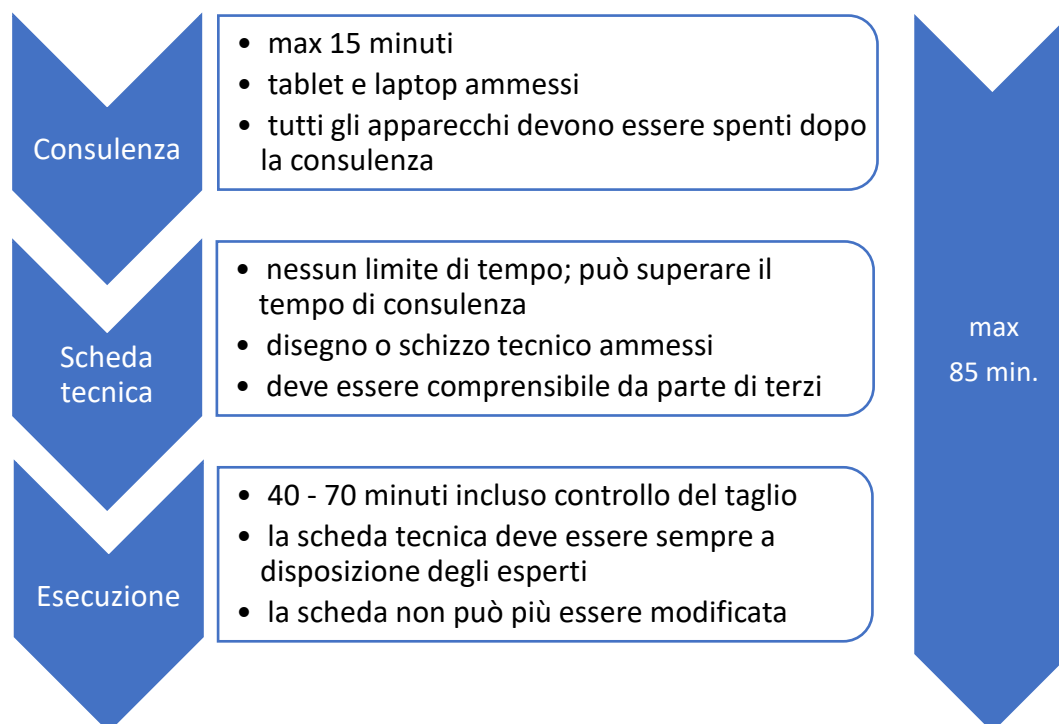 Consulenza
• max 15 minuti
• tablet e laptop ammessi
• tutti gli apparecchi devono essere spenti dopo
la consulenza
Scheda
tecnica
• nessun limite di tempo; può superare il
tempo di consulenza
• disegno o schizzo tecnico ammessi
• deve essere comprensibile da parte di terzi
Esecuzione
• 40 - 70 minuti incluso controllo del taglio
• la scheda tecnica deve essere sempre a
disposizione degli esperti
• la scheda non può più essere modificata
max
85 min.